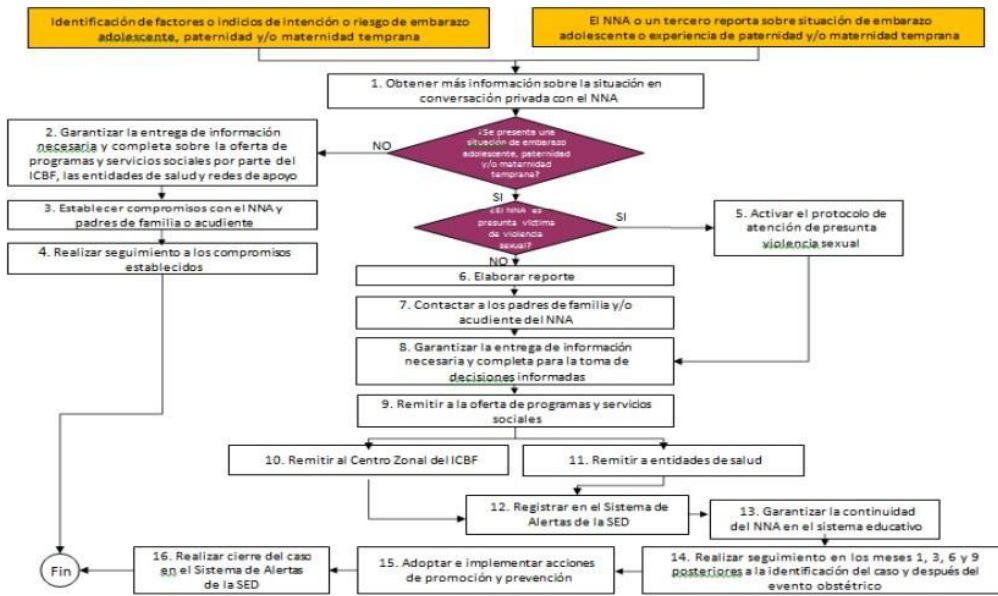 Identificación de factores o indicios de intención o riesgo de embarazo
adolescente, paternidad y/o maternidad temprana
El NNA o un tercero reporta sobre situación de embarazo
adolescente o experiencia de paternidad y/o maternidad temprana
1. Obtener más información sobre la situación en
conversación privada con el NNA
¿Se presenta una
situación de embarazo
adolescente, paternidad
y/o maternidad
temprana?
NO
2. Garantizar la entrega de información
necesaria y completa sobre la oferta de
programas y servicios sociales por parte del
ICBF, las entidades de salud y redes de apoyo
3. Establecer compromisos con el NNA y
padres de familia o acudiente
4. Realizar seguimiento a los compromisos
establecidos
SI
¿El NNA es
presunta víctima
de violencia
sexual?
SI
5. Activar el protocolo de
atención de presunta
violencia sexual
NO
6. Elaborar reporte
7. Contactar a los padres de familia y/o
acudiente del NNA
8. Garantizar la entrega de información
necesaria y completa para la toma de
decisiones informadas
9. Remitir a la oferta de programas y servicios
sociales
10. Remitir al Centro Zonal del ICBF
11. Remitir a entidades de salud
12. Registrar en el Sistema de
Alertas de la SED
13. Garantizar la continuidad
del NNA en el sistema educativo
14. Realizar seguimiento en los meses 1, 3, 6 y 9
posteriores a la identificación del caso y después del
evento obstétrico
15. Adoptar e implementar acciones
de promoción y prevención
16. Realizar cierre del caso
en el Sistema de Alertas
de la SED
Fin